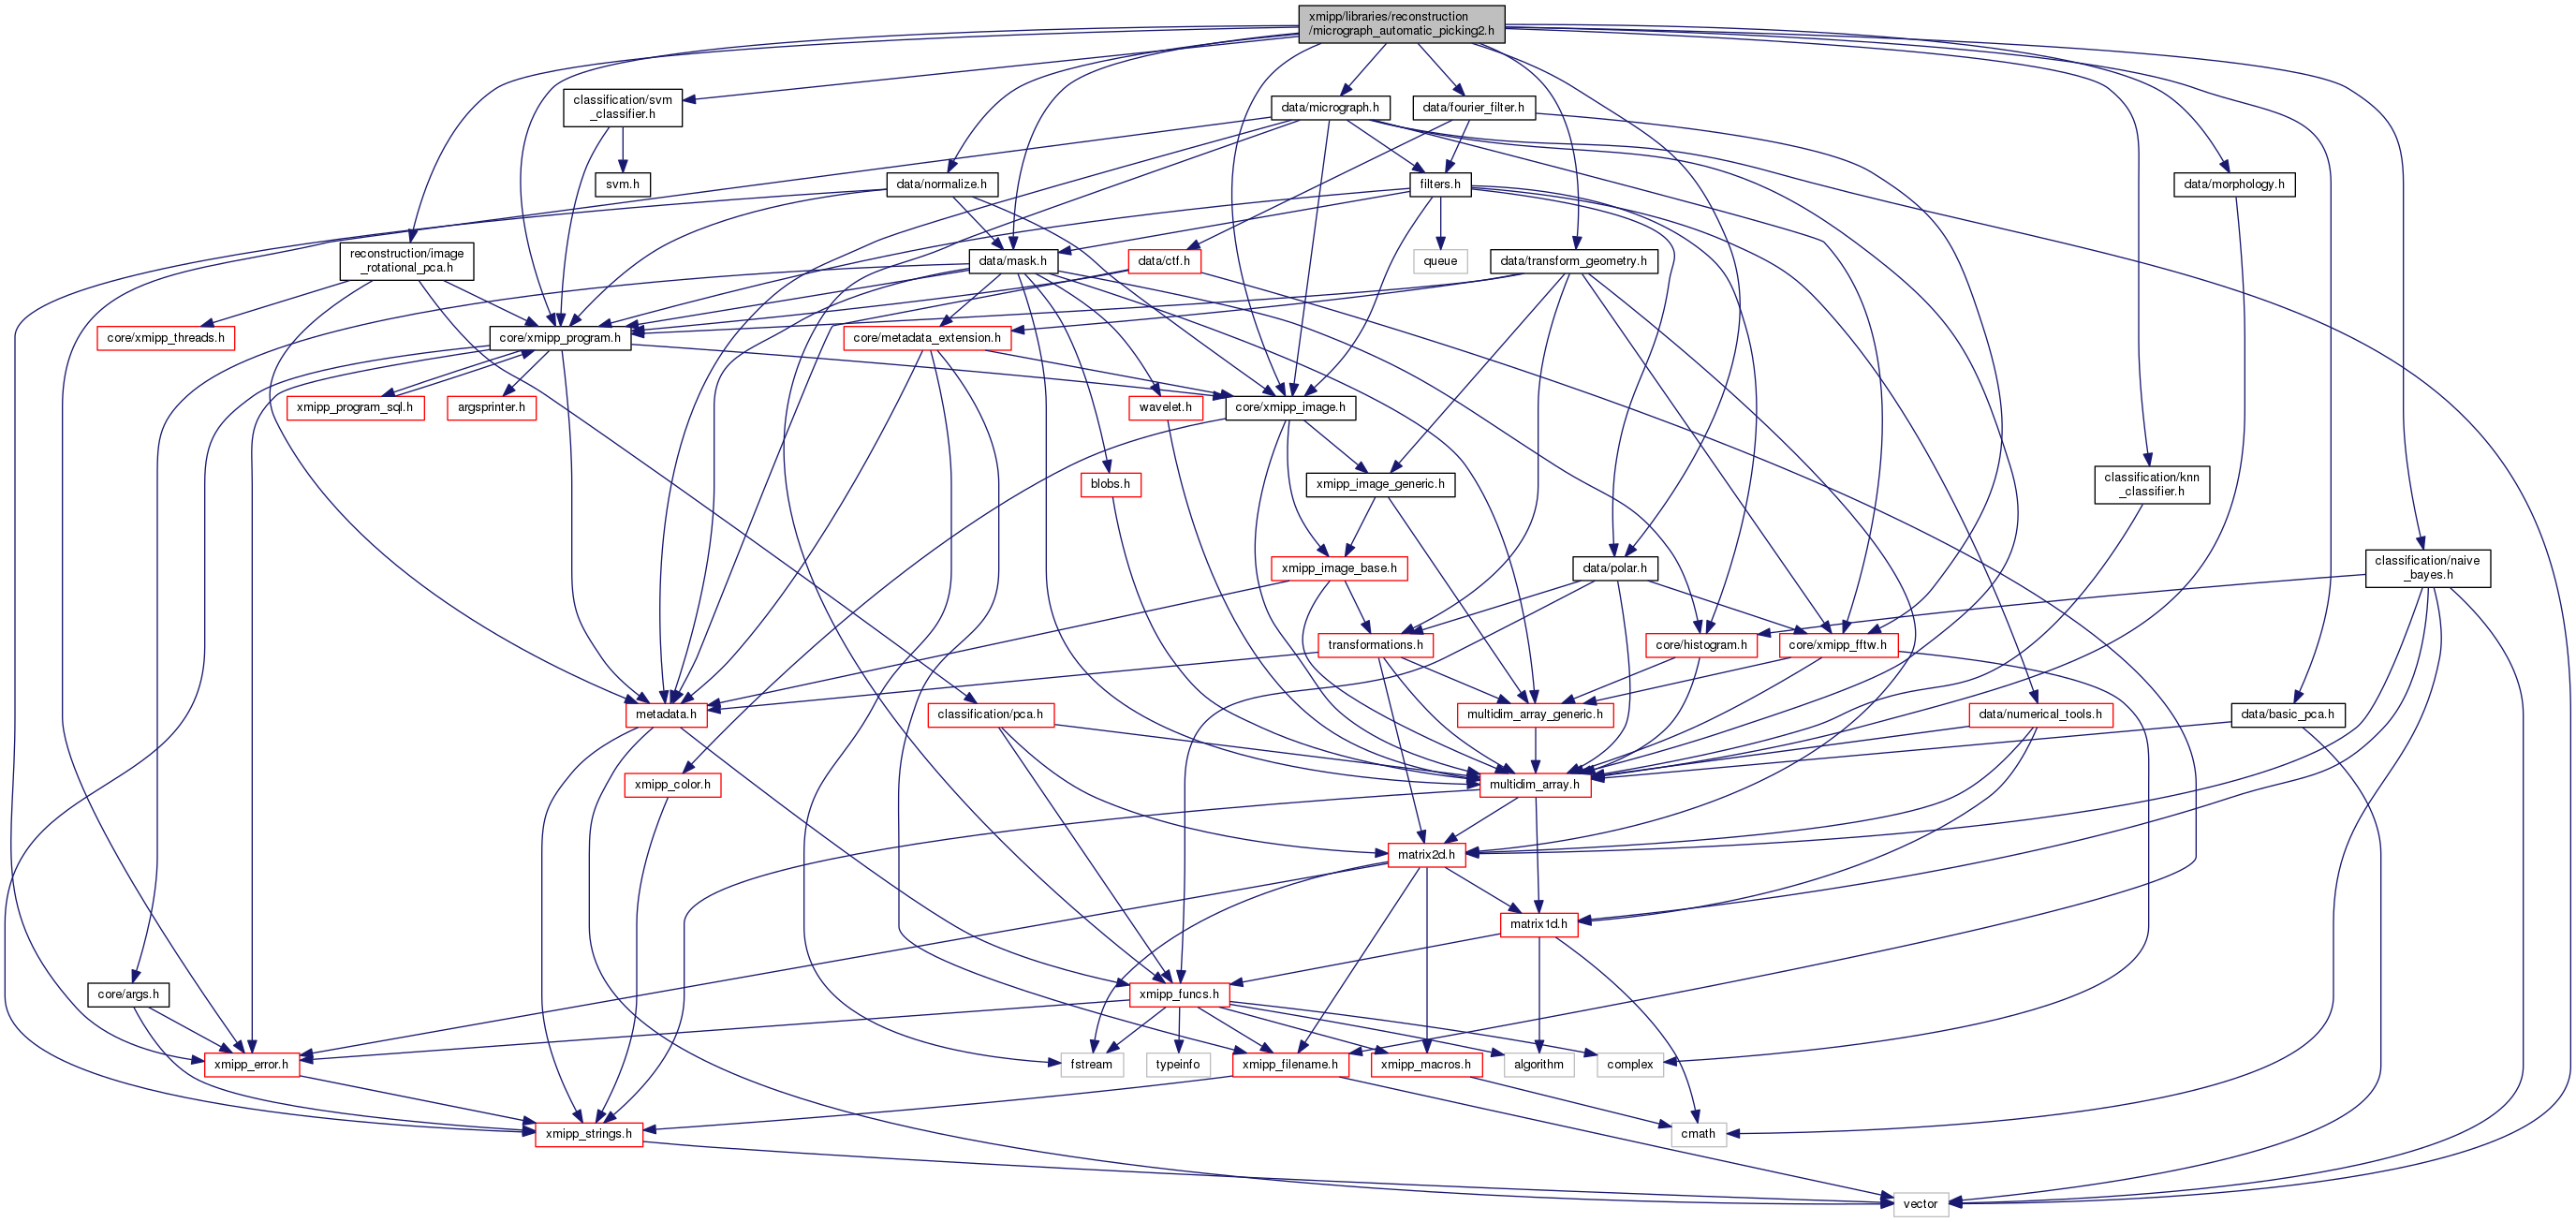 xmipp/libraries/reconstruction
/micrograph_automatic_picking2.h
classification/svm
_classifier.h
data/micrograph.h
data/fourier_filter.h
svm.h
data/normalize.h
filters.h
data/morphology.h
reconstruction/image
_rotational_pca.h
data/mask.h
data/ctf.h
queue
data/transform_geometry.h
core/xmipp_threads.h
core/xmipp_program.h
core/metadata_extension.h
xmipp_program_sql.h
argsprinter.h
wavelet.h
core/xmipp_image.h
blobs.h
xmipp_image_generic.h
classification/knn
_classifier.h
xmipp_image_base.h
data/polar.h
classification/naive
_bayes.h
transformations.h
core/histogram.h
core/xmipp_fftw.h
metadata.h
classification/pca.h
multidim_array_generic.h
data/numerical_tools.h
data/basic_pca.h
xmipp_color.h
multidim_array.h
matrix2d.h
matrix1d.h
core/args.h
xmipp_funcs.h
xmipp_error.h
fstream
typeinfo
xmipp_filename.h
xmipp_macros.h
algorithm
complex
xmipp_strings.h
cmath
vector